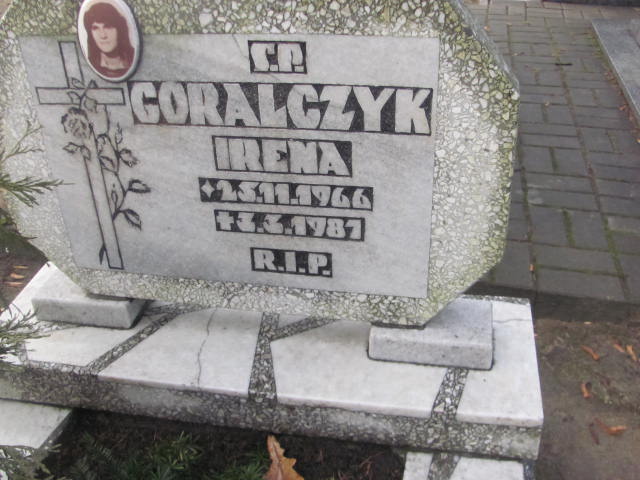 Ś.P.
GORALCZYK
IRENA
*25.11.1966
+3.3.1987
R.I.P.